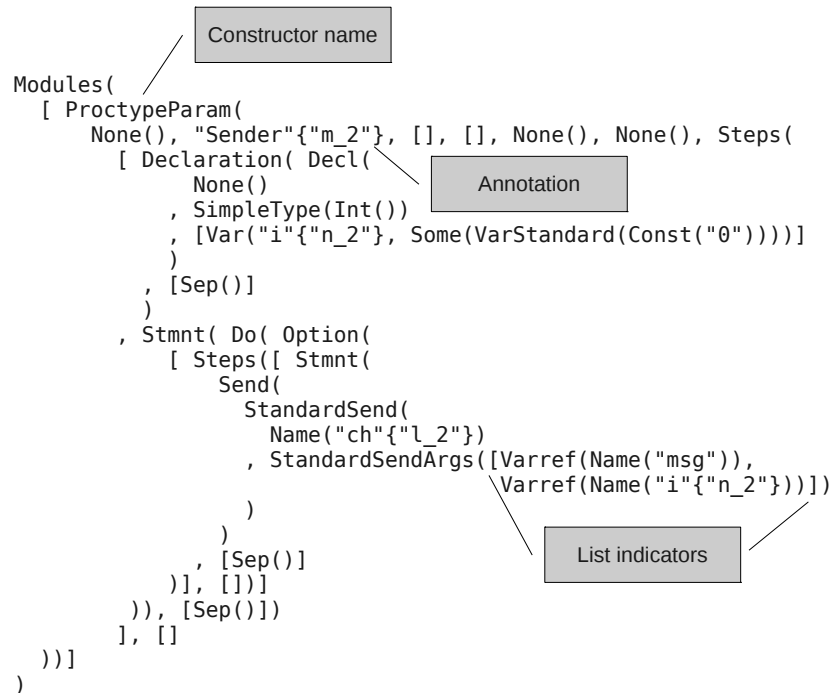 Constructor name
Modules(
  [ ProctypeParam(
      None(), "Sender"{"m_2"}, [], [], None(), None(), Steps(
        [ Declaration( Decl(
              None()
            , SimpleType(Int())
            , [Var("i"{"n_2"}, Some(VarStandard(Const("0"))))]
            )
          , [Sep()]
          )
        , Stmnt( Do( Option(
            [ Steps([ Stmnt(
                Send(
                  StandardSend(
                    Name("ch"{"l_2"})
                  , StandardSendArgs([Varref(Name("msg")),
                                      Varref(Name("i"{"n_2"}))])
                  )
                )
              , [Sep()]
            )], [])]
         )), [Sep()])
        ], []
  ))]
)
Annotation
List indicators